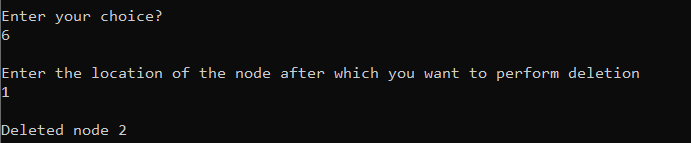 Enter your choice?
6
Enter the location of the node after which you want to perform deletion
1
Deleted node 2